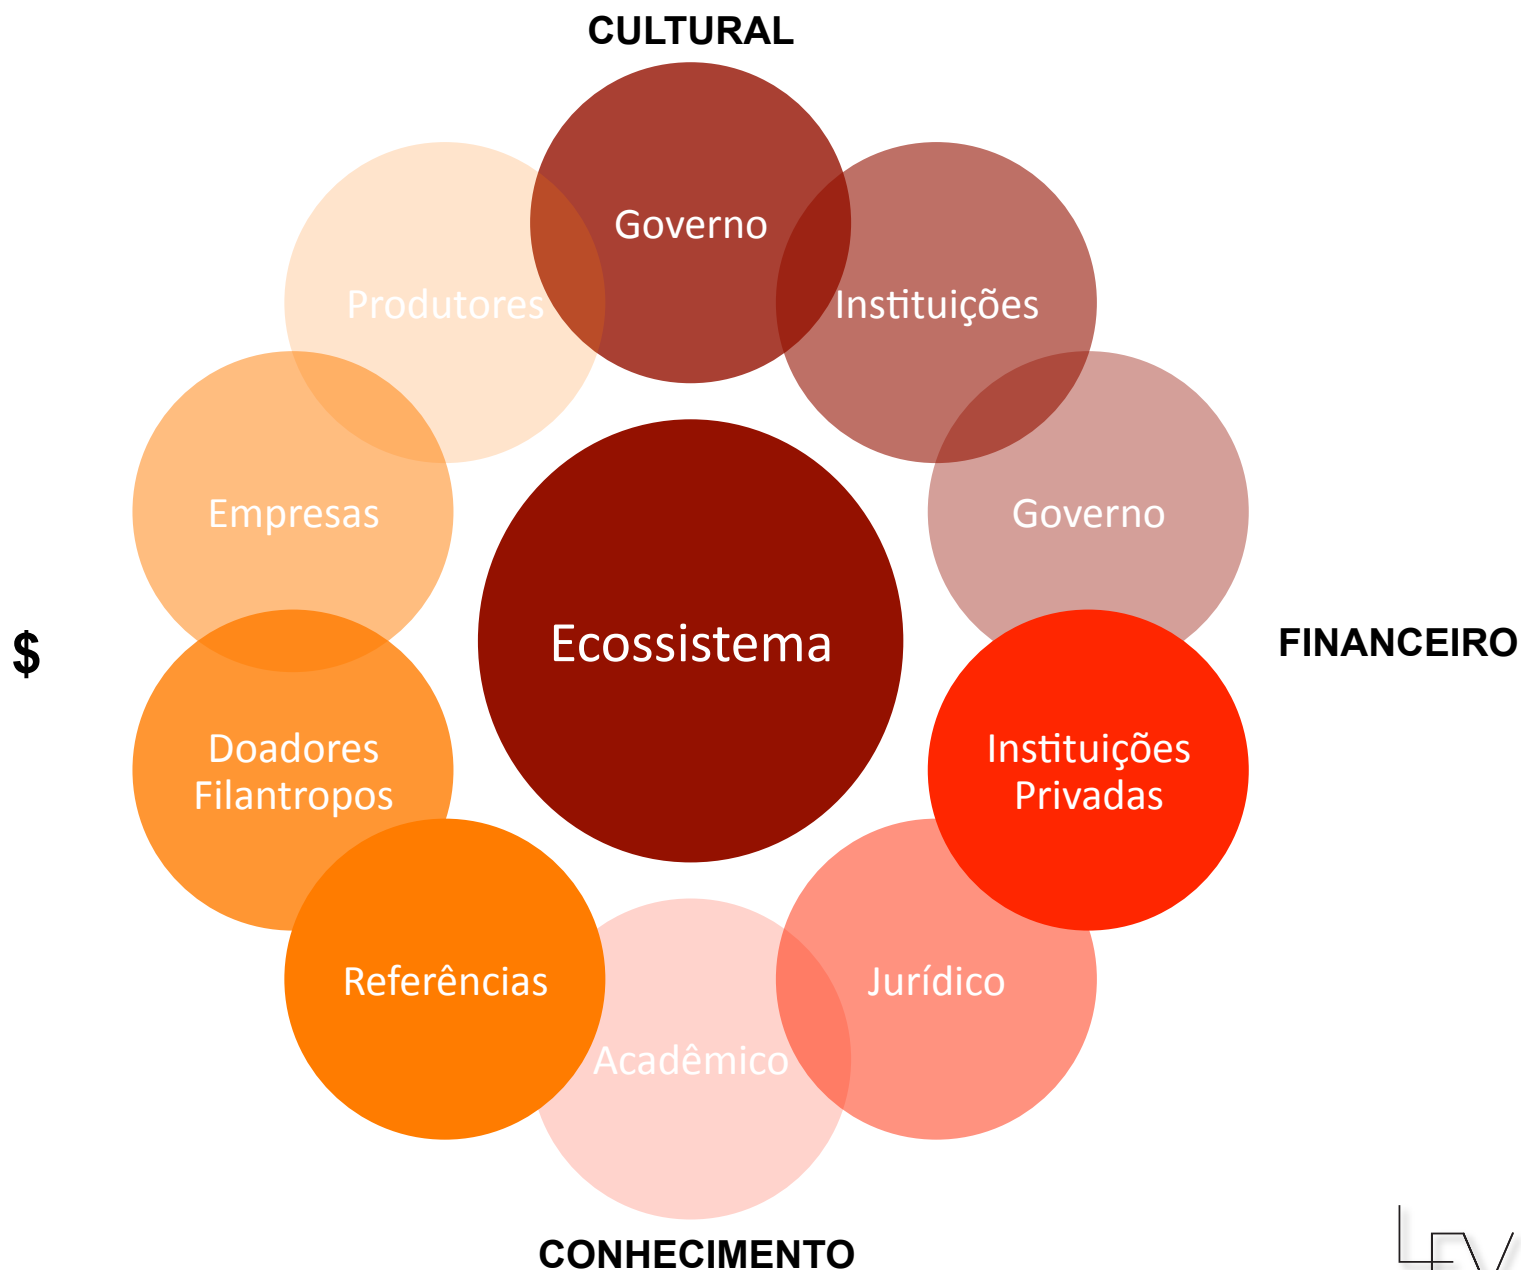 CULTURAL
Governo
Produtores
Instituições
Empresas
Governo
Ecossistema
$
FINANCEIRO
Doadores
Filantropos
Instituições
Privadas
Referências
Jurídico
Acadêmico
CONHECIMENTO